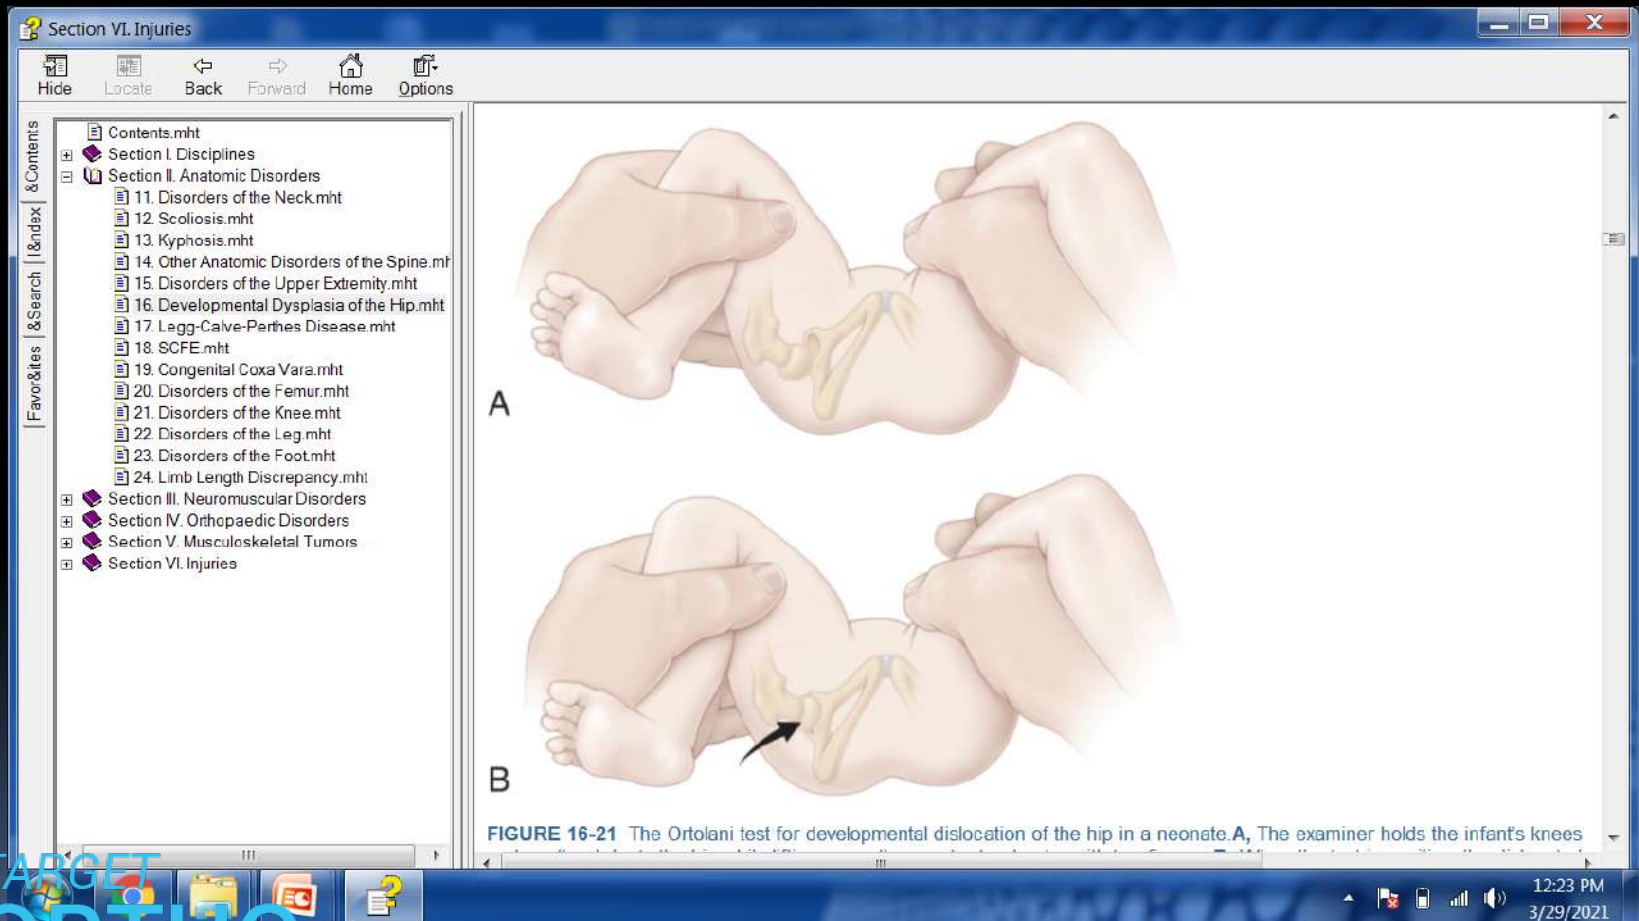 Section VI. Injuries
Hide Locate Back Forward Home Options
&Contents
I&ndex
&Search
Favor&ites
Contents.mht
Section I. Disciplines
Section II. Anatomic Disorders
11. Disorders of the Neck.mht
12. Scoliosis.mht
13. Kyphosis.mht
14. Other Anatomic Disorders of the Spine.mh
15. Disorders of the Upper Extremity.mht
16. Developmental Dysplasia of the Hip.mht
17. Legg-Calve-Perthes Disease.mht
18. SCFE.mht
19. Congenital Coxa Vara.mht
20. Disorders of the Femur.mht
21. Disorders of the Knee.mht
22. Disorders of the Leg.mht
23. Disorders of the Foot.mht
24. Limb Length Discrepancy.mht
Section III. Neuromuscular Disorders
Section IV. Orthopaedic Disorders
Section V. Musculoskeletal Tumors
Section VI. Injuries
A
B
FIGURE 16-21 The Ortolani test for developmental dislocation of the hip in a neonate.A, The examiner holds the infant's knees
TARGET
ORTHO
12:23 PM
3/29/2021